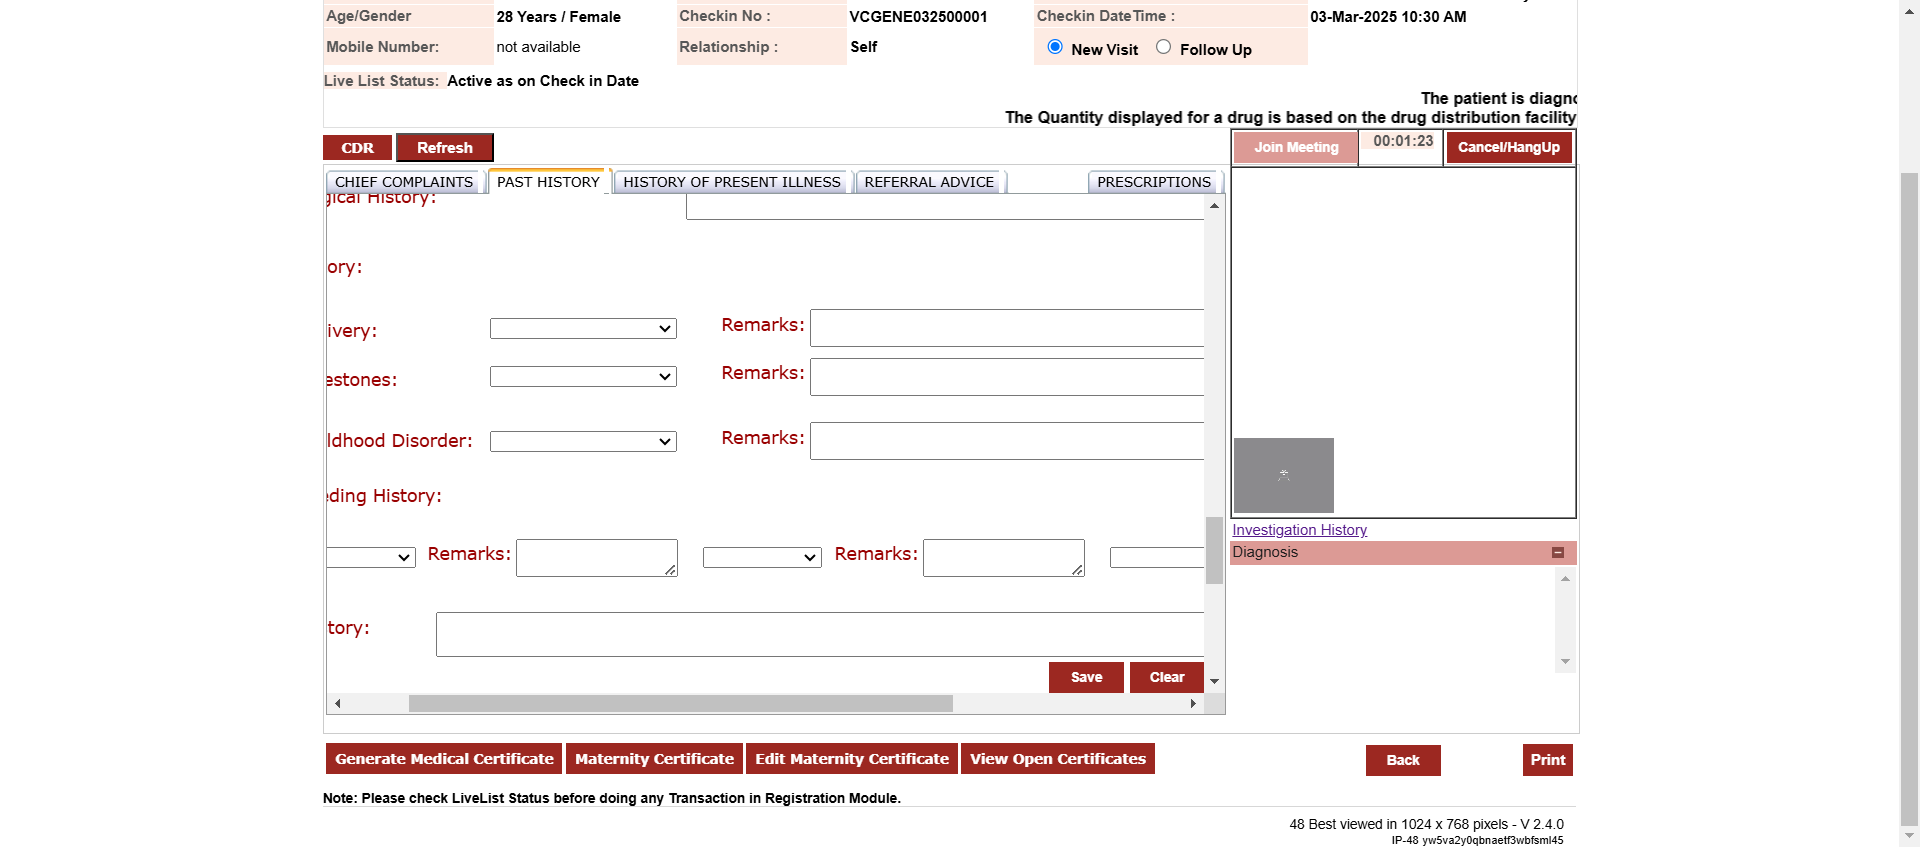 Age/Gender 28 Years / Female Checkin No : VCGENE032500001 Checkin DateTime : 03-Mar-2025 10:30 AM
Mobile Number: not available Relationship : Self New Visit Follow Up
Live List Status: Active as on Check in Date
The patient is diagno
The Quantity displayed for a drug is based on the drug distribution facility
CDR Refresh Join Meeting 00:01:23 Cancel/HangUp
CHIEF COMPLAINTS PAST HISTORY HISTORY OF PRESENT ILLNESS REFERRAL ADVICE PRESCRIPTIONS
gical History:
ory:
ivery: Remarks:
estones: Remarks:
ldhood Disorder: Remarks:
eding History:
Remarks: Remarks:
tory:
Save Clear
Investigation History
Diagnosis
Generate Medical Certificate Maternity Certificate Edit Maternity Certificate View Open Certificates Back Print
Note: Please check LiveList Status before doing any Transaction in Registration Module.
48 Best viewed in 1024 x 768 pixels - V 2.4.0
IP-48 yw5va2y0qbnaetf3wbfsml45